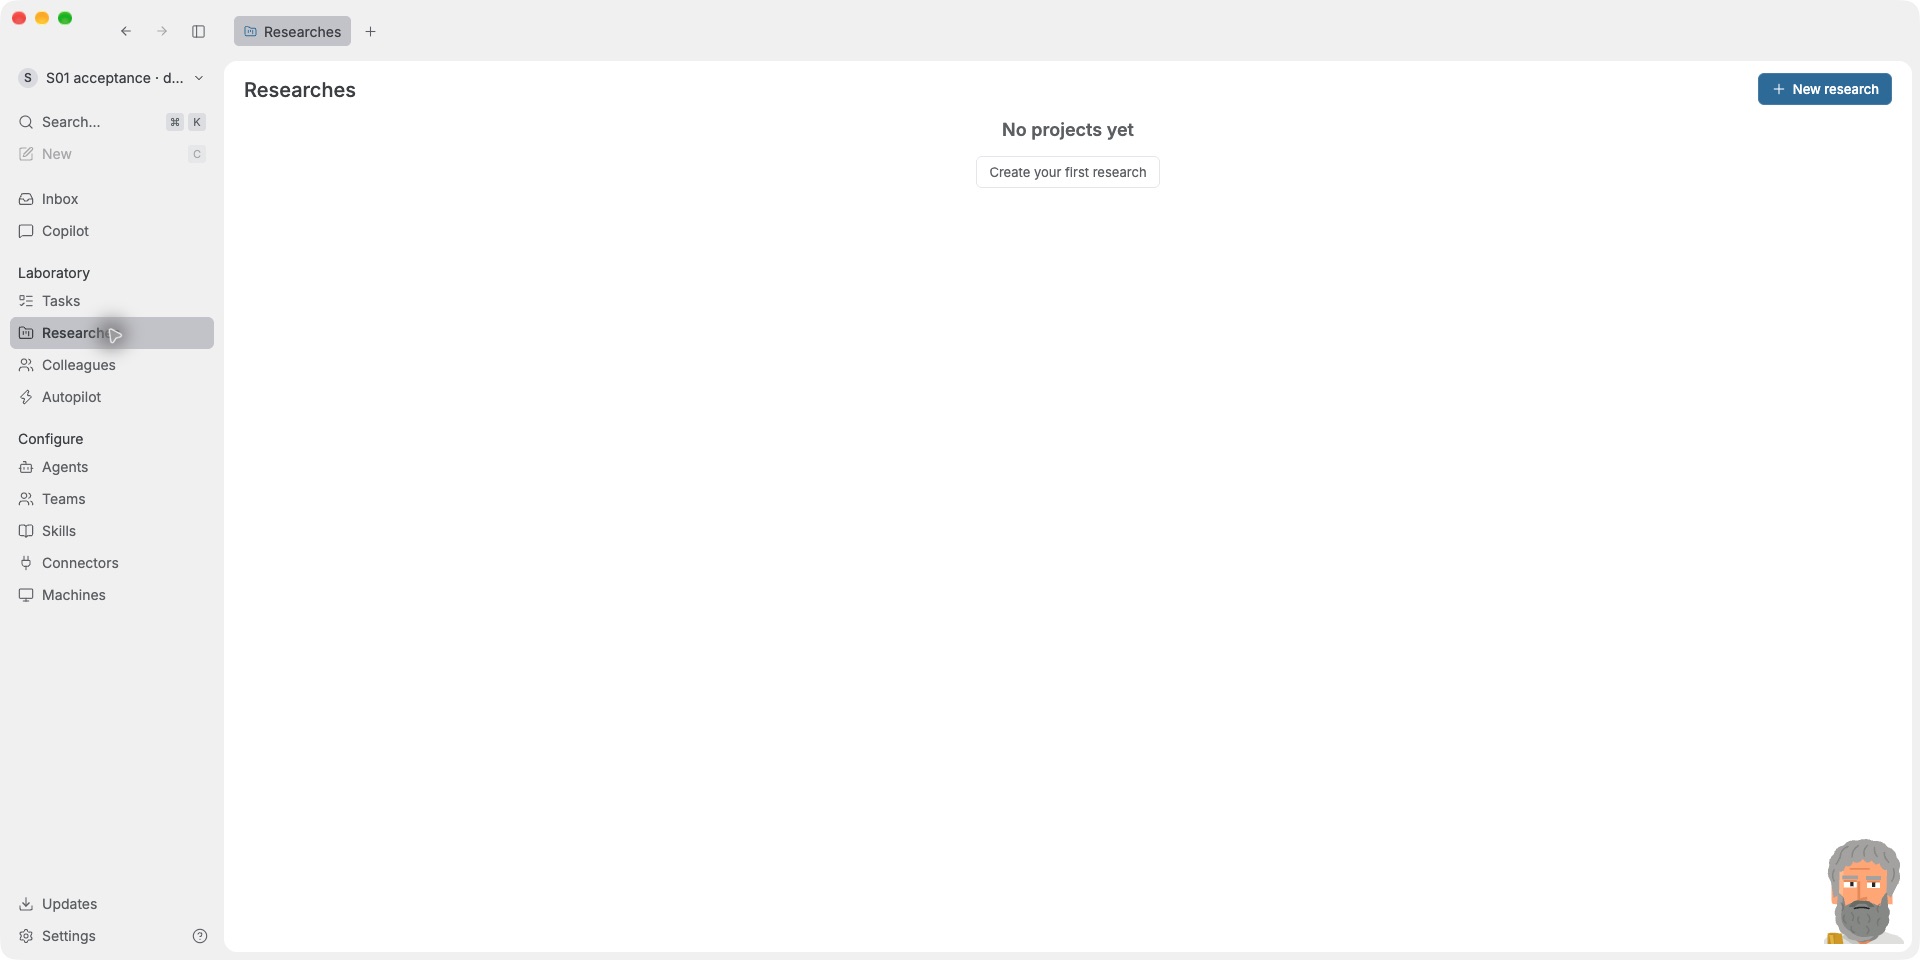 Researches
S01 acceptance · d...
Search...
⌘ K
New
C
Inbox
Copilot
Laboratory
Tasks
Researches
Colleagues
Autopilot
Configure
Agents
Teams
Skills
Connectors
Machines
Updates
Settings
Researches
New research
No projects yet
Create your first research